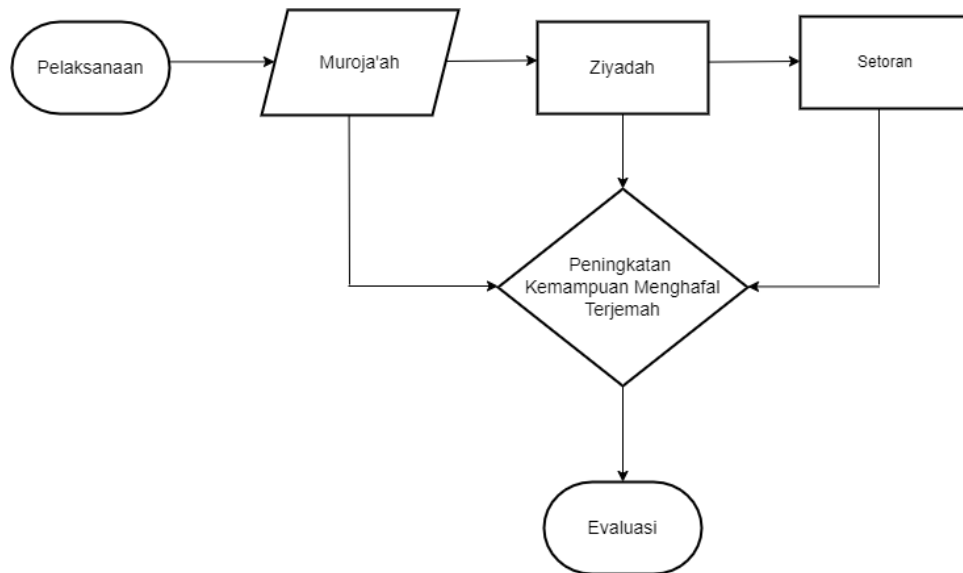 Pelaksanaan
Muroja'ah
Ziyadah
Setoran
Peningkatan
Kemampuan Menghafal
Terjemah
Evaluasi